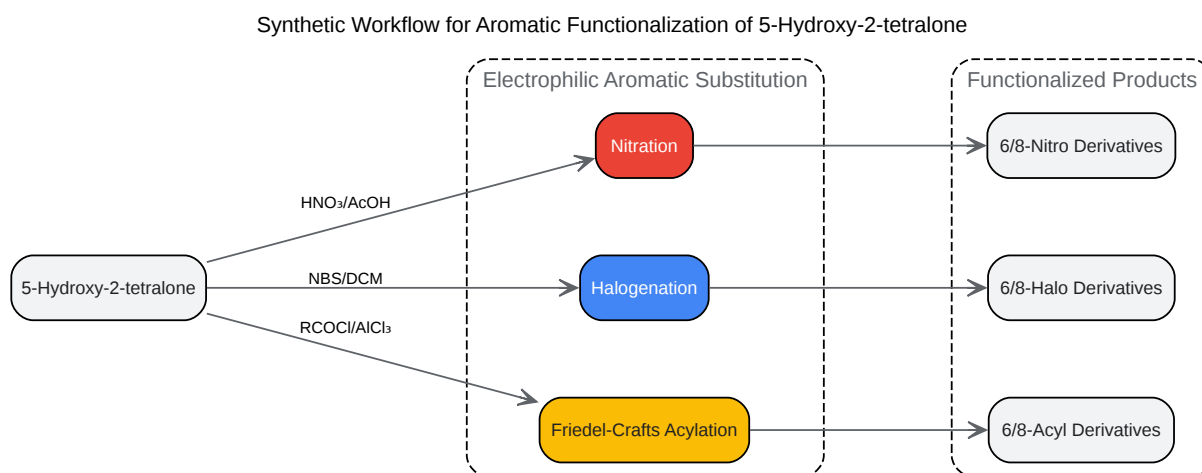 Synthetic Workflow for Aromatic Functionalization of 5-Hydroxy-2-tetralone
Electrophilic Aromatic Substitution
Functionalized Products
Nitration
6/8-Nitro Derivatives
HNO₃/AcOH
5-Hydroxy-2-tetralone
NBS/DCM
Halogenation
6/8-Halo Derivatives
RCOCl/AlCl₃
Friedel-Crafts Acylation
6/8-Acyl Derivatives